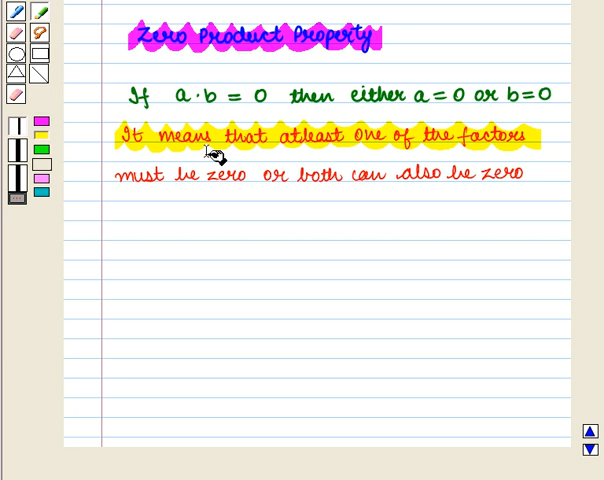 Zero Product Property
If a·b = 0 then either a = 0 or b = 0
It means that atleast one of the factors
must be zero or both can also be zero